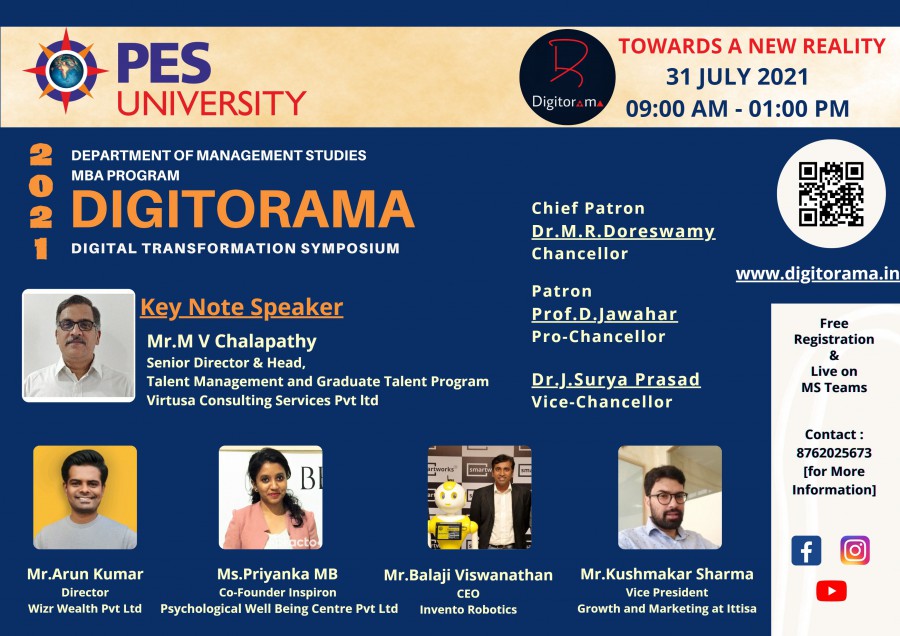 PES
UNIVERSITY
Digitorama
TOWARDS A NEW REALITY
31 JULY 2021
09:00 AM - 01:00 PM
2021
DEPARTMENT OF MANAGEMENT STUDIES
MBA PROGRAM
DIGITORAMA
DIGITAL TRANSFORMATION SYMPOSIUM
Key Note Speaker
Mr.M V Chalapathy
Senior Director & Head,
Talent Management and Graduate Talent Program
Virtusa Consulting Services Pvt ltd
Chief Patron
Dr.M.R.Doreswamy
Chancellor
Patron
Prof.D.Jawahar
Pro-Chancellor
Dr.J.Surya Prasad
Vice-Chancellor
www.digitorama.in
Free
Registration
&
Live on
MS Teams
Contact :
8762025673
[for More
Information]
smartworks
Mr.Arun Kumar
Director
Wizr Wealth Pvt Ltd
Ms.Priyanka MB
Co-Founder Inspiron
Psychological Well Being Centre Pvt Ltd
Mr.Balaji Viswanathan
CEO
Invento Robotics
Mr.Kushmakar Sharma
Vice President
Growth and Marketing at Ittisa